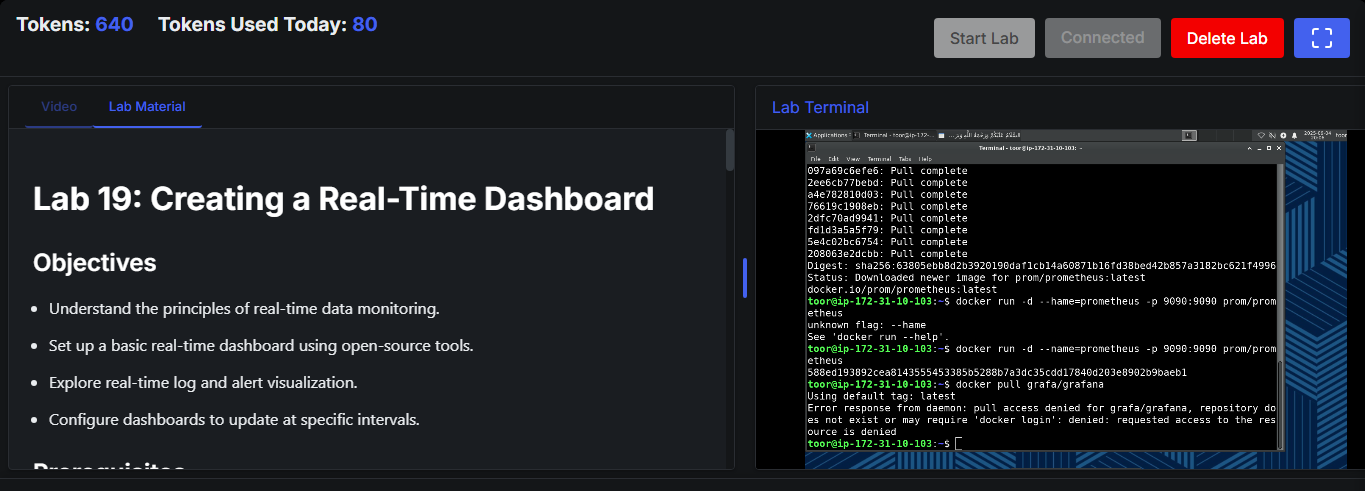 Tokens: 640 Tokens Used Today: 80
Start Lab
Connected
Delete Lab
Video
Lab Material
Lab 19: Creating a Real-Time Dashboard
Objectives
Understand the principles of real-time data monitoring.
Set up a basic real-time dashboard using open-source tools.
Explore real-time log and alert visualization.
Configure dashboards to update at specific intervals.
Prerequisites
Lab Terminal
Applications
Terminal - toor@ip-172-...
toor
Terminal - toor@ip-172-31-10-103: ~
File Edit View Terminal Tabs Help
097a69c6efe6: Pull complete
2ee6cb77bebd: Pull complete
a4e782810d03: Pull complete
76619c1908eb: Pull complete
2dfc70ad9941: Pull complete
fd1d3a5a5f79: Pull complete
5e4c02bc6754: Pull complete
208063e2dcbb: Pull complete
Digest: sha256:63805ebb8d2b3920190daf1cb14a60871b16fd38bed42b857a3182bc621f4996
Status: Downloaded newer image for prom/prometheus:latest
docker.io/prom/prometheus:latest
toor@ip-172-31-10-103:~$ docker run -d --hame=prometheus -p 9090:9090 prom/prom
etheus
unknown flag: --hame
See 'docker run --help'.
toor@ip-172-31-10-103:~$ docker run -d --name=prometheus -p 9090:9090 prom/prom
etheus
588ed193892cea8143555453385b5288b7a3dc35cdd17840d203e8902b9baeb1
toor@ip-172-31-10-103:~$ docker pull grafa/grafana
Using default tag: latest
Error response from daemon: pull access denied for grafa/grafana, repository do
es not exist or may require 'docker login': denied: requested access to the res
ource is denied
toor@ip-172-31-10-103:~$